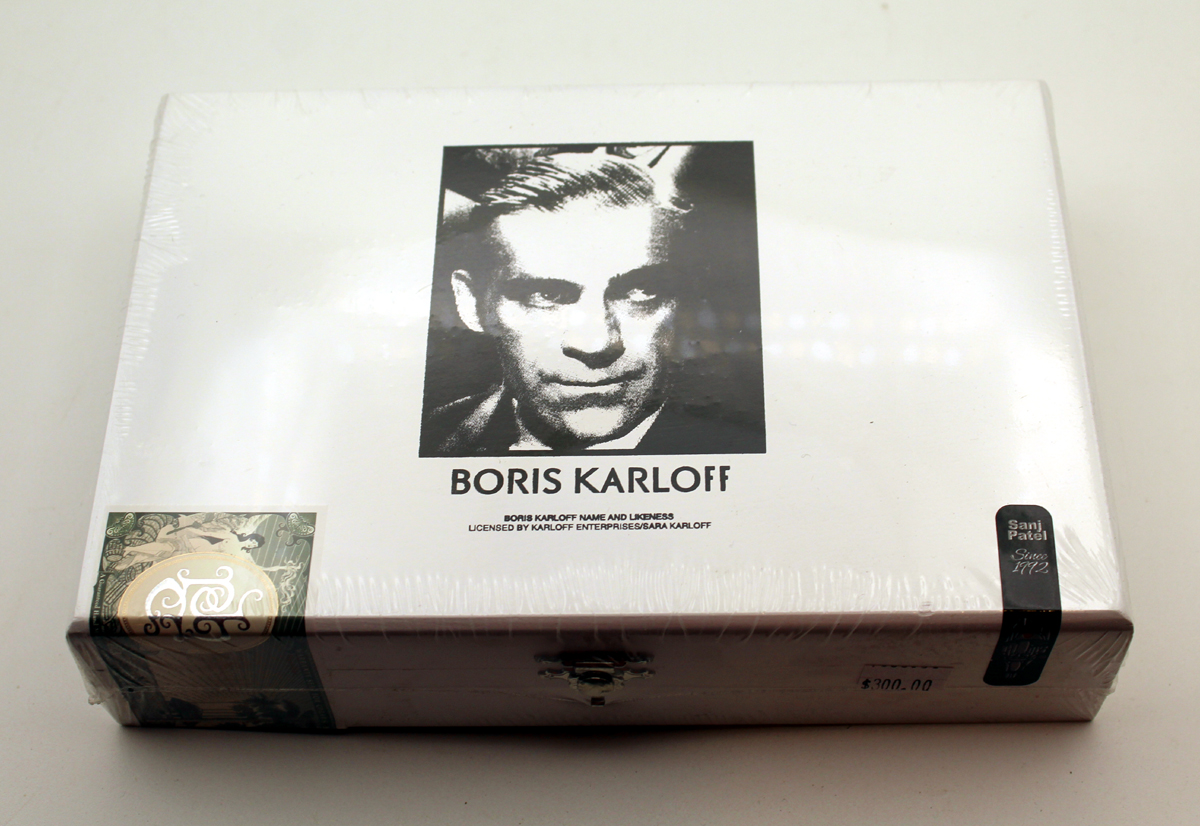 BORIS KARLOFF
BORIS KARLOFF NAME AND LIKENESS
LICENSED BY KARLOFF ENTERPRISES/SARA KARLOFF
Sanj
Patel
Since
1992
$300.00